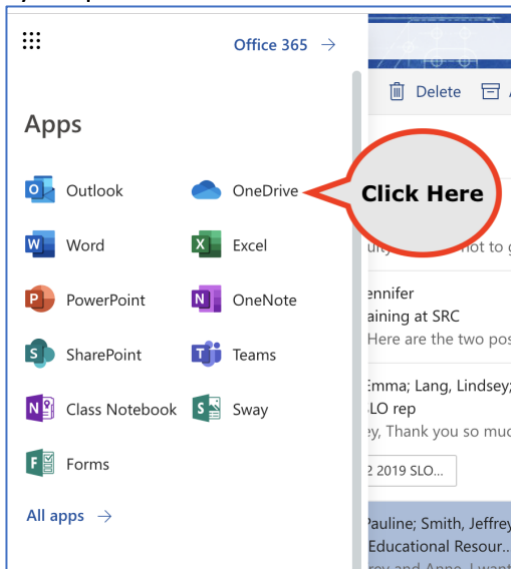 Office 365 →
Delete
Apps
Outlook
OneDrive
Click Here
Word
Excel
not to g
PowerPoint
OneNote
ennifer
aining at SRC
Here are the two pos
SharePoint
Teams
Emma; Lang, Lindsey;
LO rep
ey, Thank you so muc
Class Notebook
Sway
2 2019 SLO...
Forms
All apps →
Pauline; Smith, Jeffrey
Educational Resour..